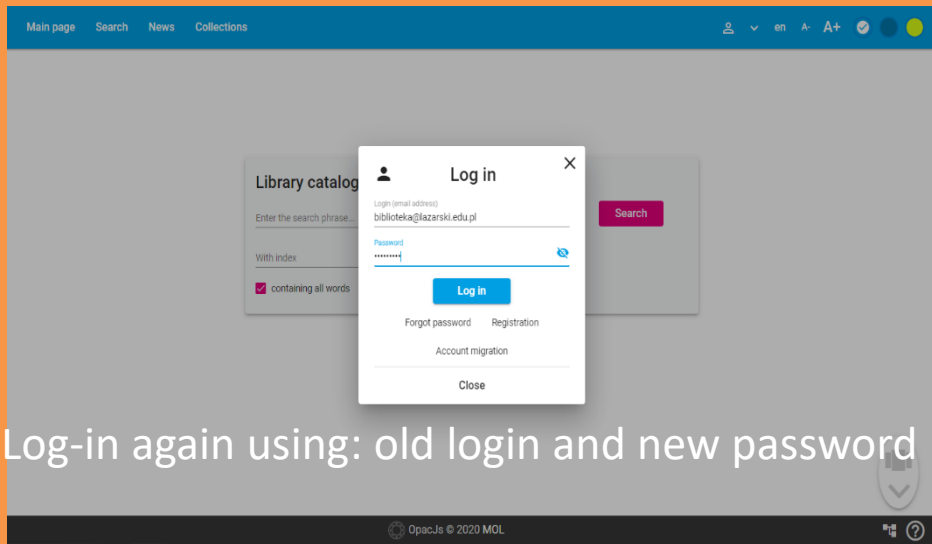 Main page Search News Collections en A- A+
Log in
Library catalog
Login (email address)
biblioteka@lazarski.edu.pl
Enter the search phrase... Search
Password
•••••••••
With index
containing all words
Log in
Forgot password Registration
Account migration
Close
Log-in again using: old login and new password
OpacJs © 2020 MOL